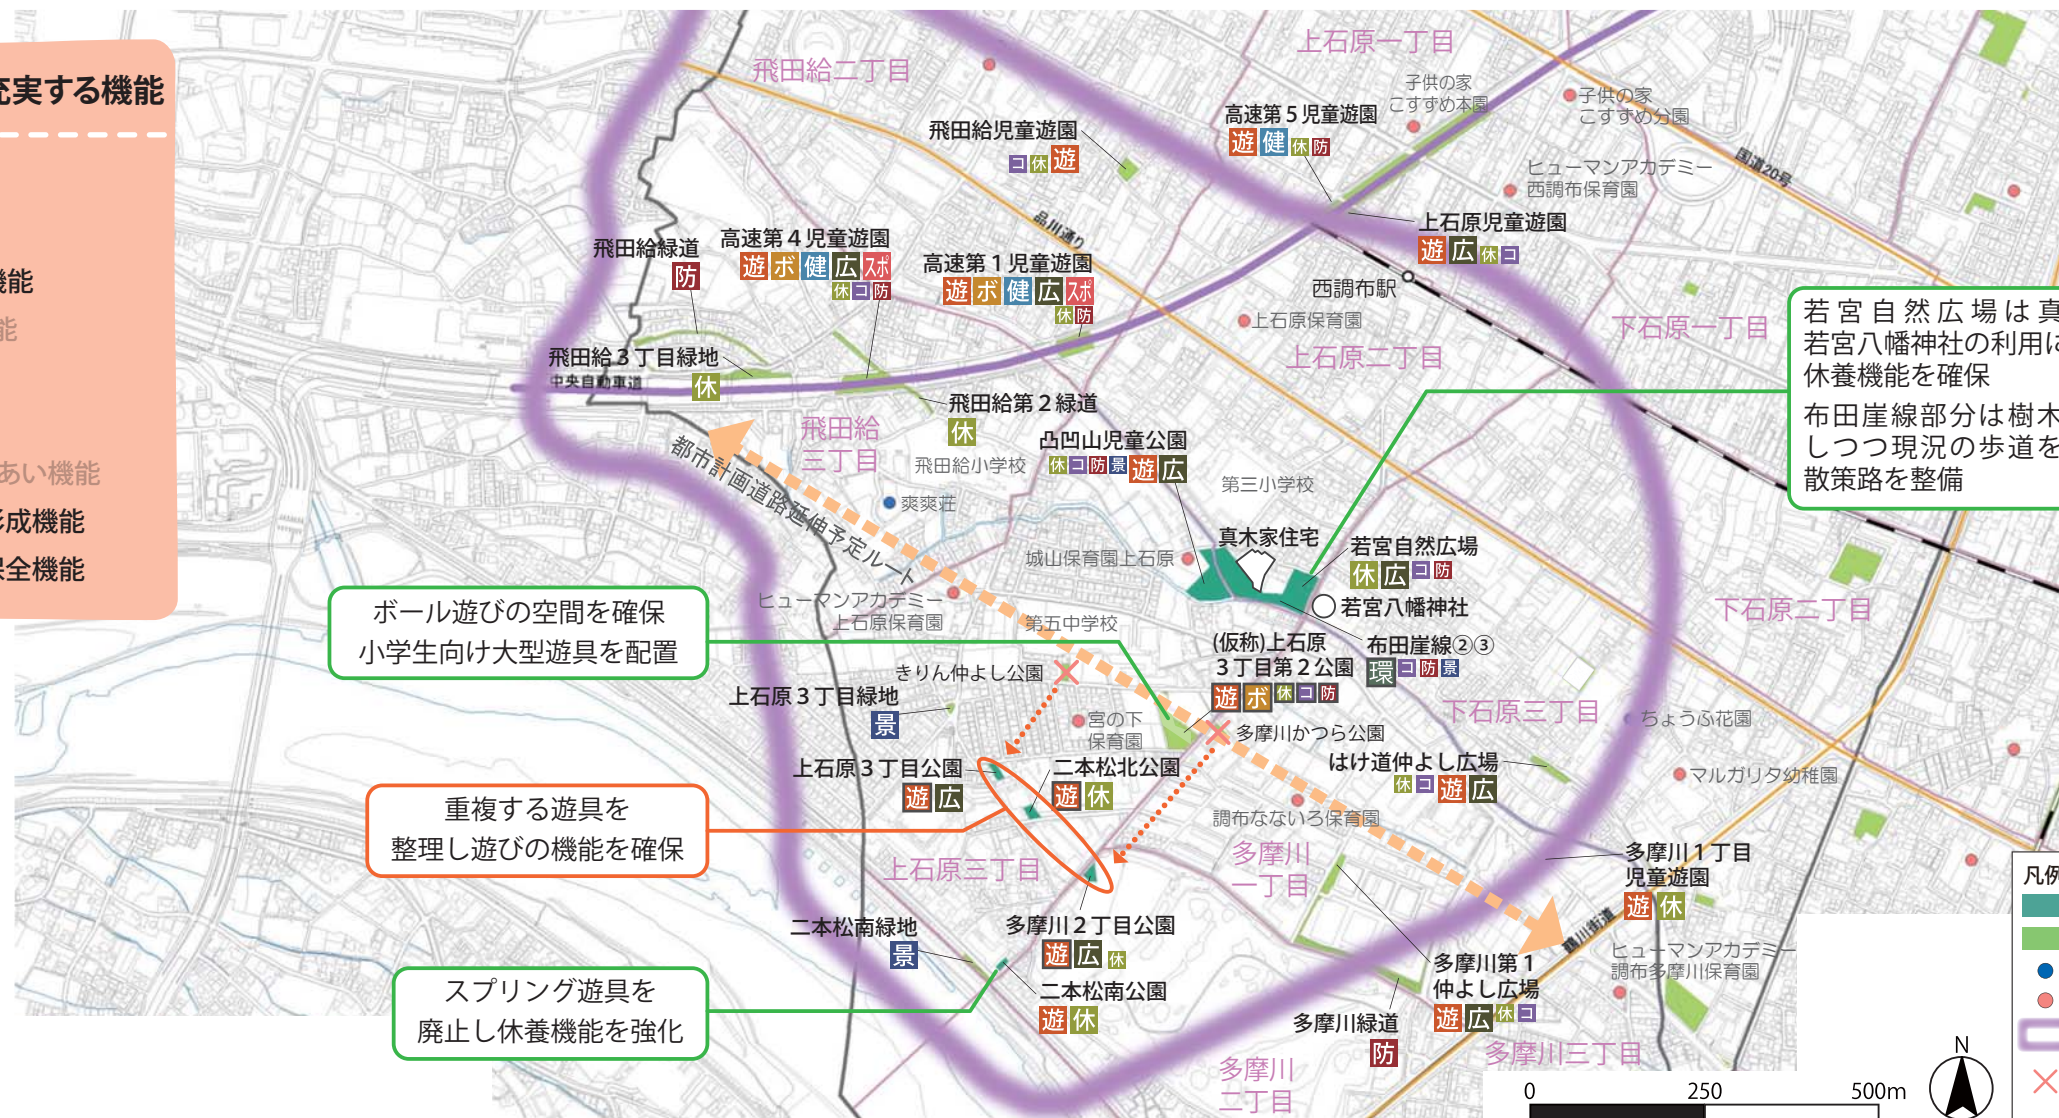 充実する機能
機能
能
あい機能
形成機能
保全機能
飛田給二丁目
上石原一丁目
子供の家
こすずめ本園
子供の家
こすずめ分園
国道20号
飛田給児童遊園
コ休遊
高速第５児童遊園
遊健休防
ヒューマンアカデミー
西調布保育園
品川通り
上石原児童遊園
遊広休コ
飛田給緑道
防
高速第４児童遊園
遊ボ健広スポ
休コ防
高速第１児童遊園
遊ボ健広スポ
休防
西調布駅
上石原保育園
上石原二丁目
下石原一丁目
若宮自然広場は真
若宮八幡神社の利用に
休養機能を確保
布田崖線部分は樹木
しつつ現況の歩道を
散策路を整備
飛田給３丁目緑地
休
中央自動車道
飛田給第２緑道
休
飛田給
三丁目
飛田給小学校
爽爽荘
都市計画道路延伸予定ルート
凸凹山児童公園
休コ防景遊広
第三小学校
城山保育園上石原
真木家住宅
若宮自然広場
休広コ防
若宮八幡神社
布田崖線②③
環コ防景
下石原二丁目
ボール遊びの空間を確保
小学生向け大型遊具を配置
ヒューマンアカデミー
上石原保育園
第五中学校
きりん仲よし公園
(仮称)上石原
３丁目第２公園
遊ボ休コ防
上石原３丁目緑地
景
宮の下
保育園
多摩川かつら公園
下石原三丁目
ちょうふ花園
はけ道仲よし広場
休コ遊広
マルガリタ幼稚園
上石原３丁目公園
遊広
二本松北公園
遊休
重複する遊具を
整理し遊びの機能を確保
調布なないろ保育園
上石原三丁目
多摩川
一丁目
多摩川１丁目
児童遊園
遊休
凡例
二本松南緑地
景
多摩川２丁目公園
遊広休
鶴川街道
ヒューマンアカデミー
調布多摩川保育園
スプリング遊具を
廃止し休養機能を強化
二本松南公園
遊休
多摩川第１
仲よし広場
遊広休コ
多摩川緑道
防
多摩川三丁目
多摩川
二丁目
N
0 250 500m